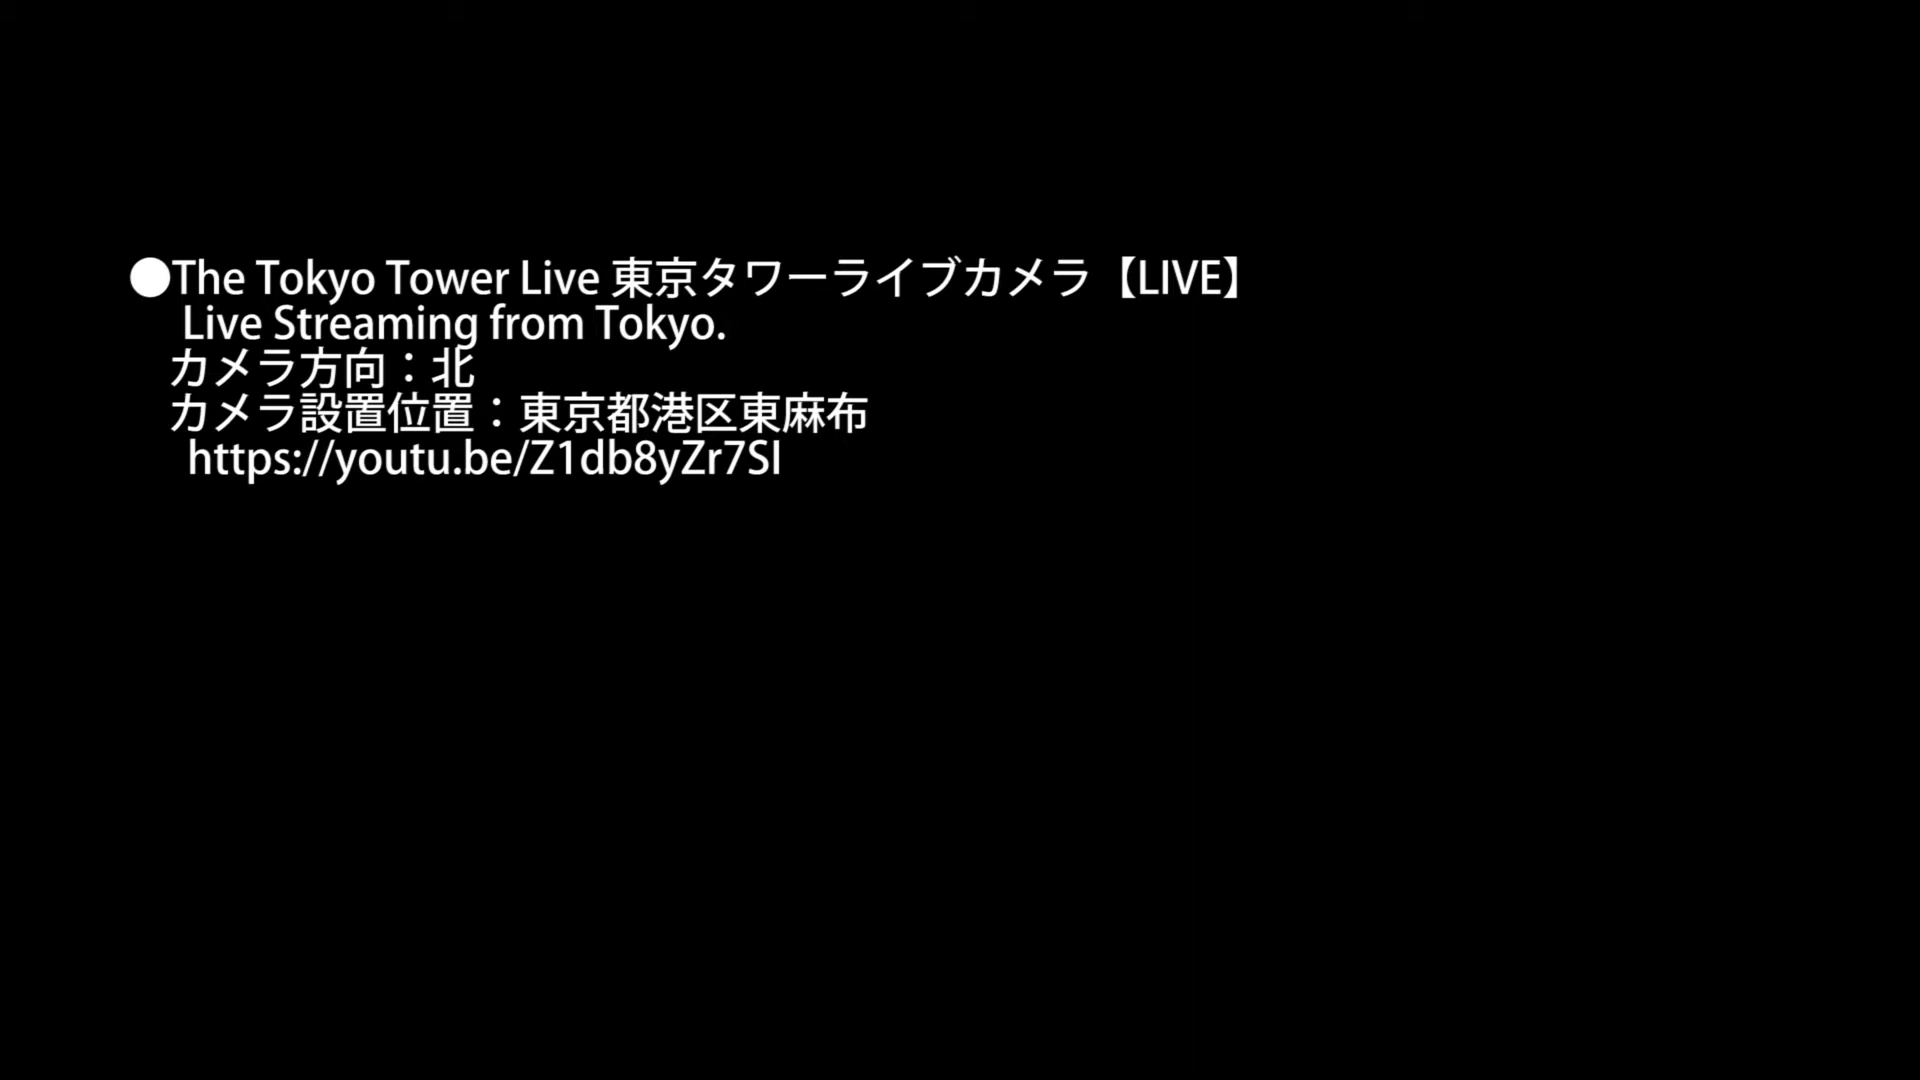 ●The Tokyo Tower Live 東京タワーライブカメラ【LIVE】
Live Streaming from Tokyo.
カメラ方向：北
カメラ設置位置：東京都港区東麻布
https://youtu.be/Z1db8yZr7SI